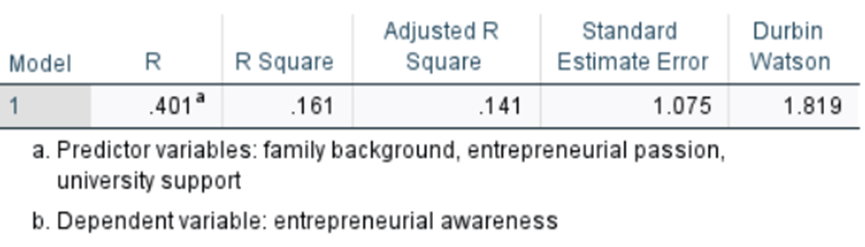 Model R R Square Adjusted R Square Standard Estimate Error Durbin Watson
1 .401a .161 .141 1.075 1.819
a. Predictor variables: family background, entrepreneurial passion,
university support
b. Dependent variable: entrepreneurial awareness